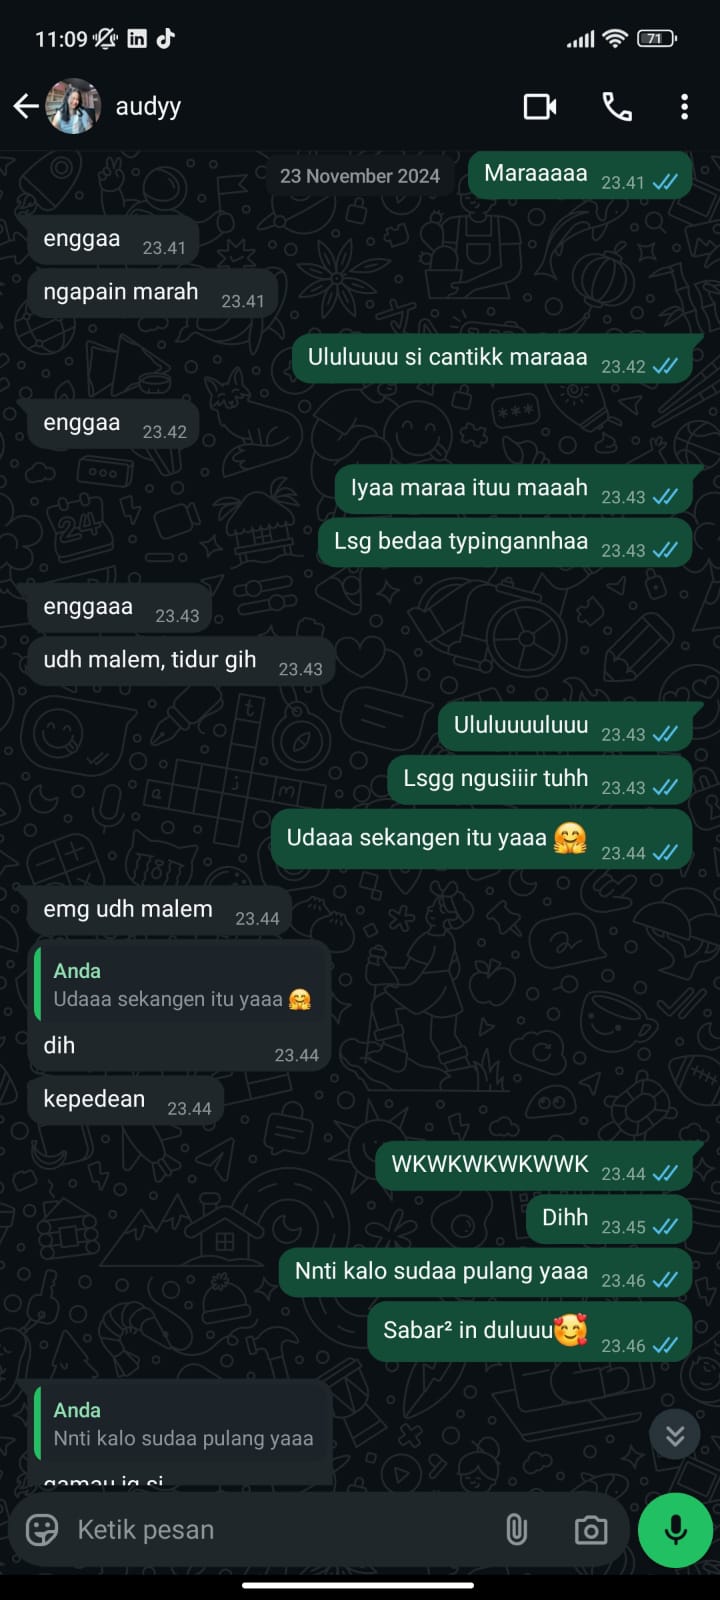 11:09
71
audyy
23 November 2024
Maraaaaa 23.41
enggaa 23.41
ngapain marah 23.41
Ululuuuu si cantikk maraaa 23.42
enggaa 23.42
Iyaa maraa ituu maaah 23.43
Lsg bedaa typingannhaa 23.43
enggaaa 23.43
udh malem, tidur gih 23.43
Ululuuuuluuu 23.43
Lsgg ngusiiir tuhh 23.43
Udaaa sekangen itu yaaa 🤗 23.44
emg udh malem 23.44
Anda
Udaaa sekangen itu yaaa 🤗
dih 23.44
kepedean 23.44
WKWKWKWKWWK 23.44
Dihh 23.45
Nnti kalo sudaa pulang yaaa 23.46
Sabar² in duluuu🥰 23.46
Anda
Nnti kalo sudaa pulang yaaa
gamau jg si
Ketik pesan